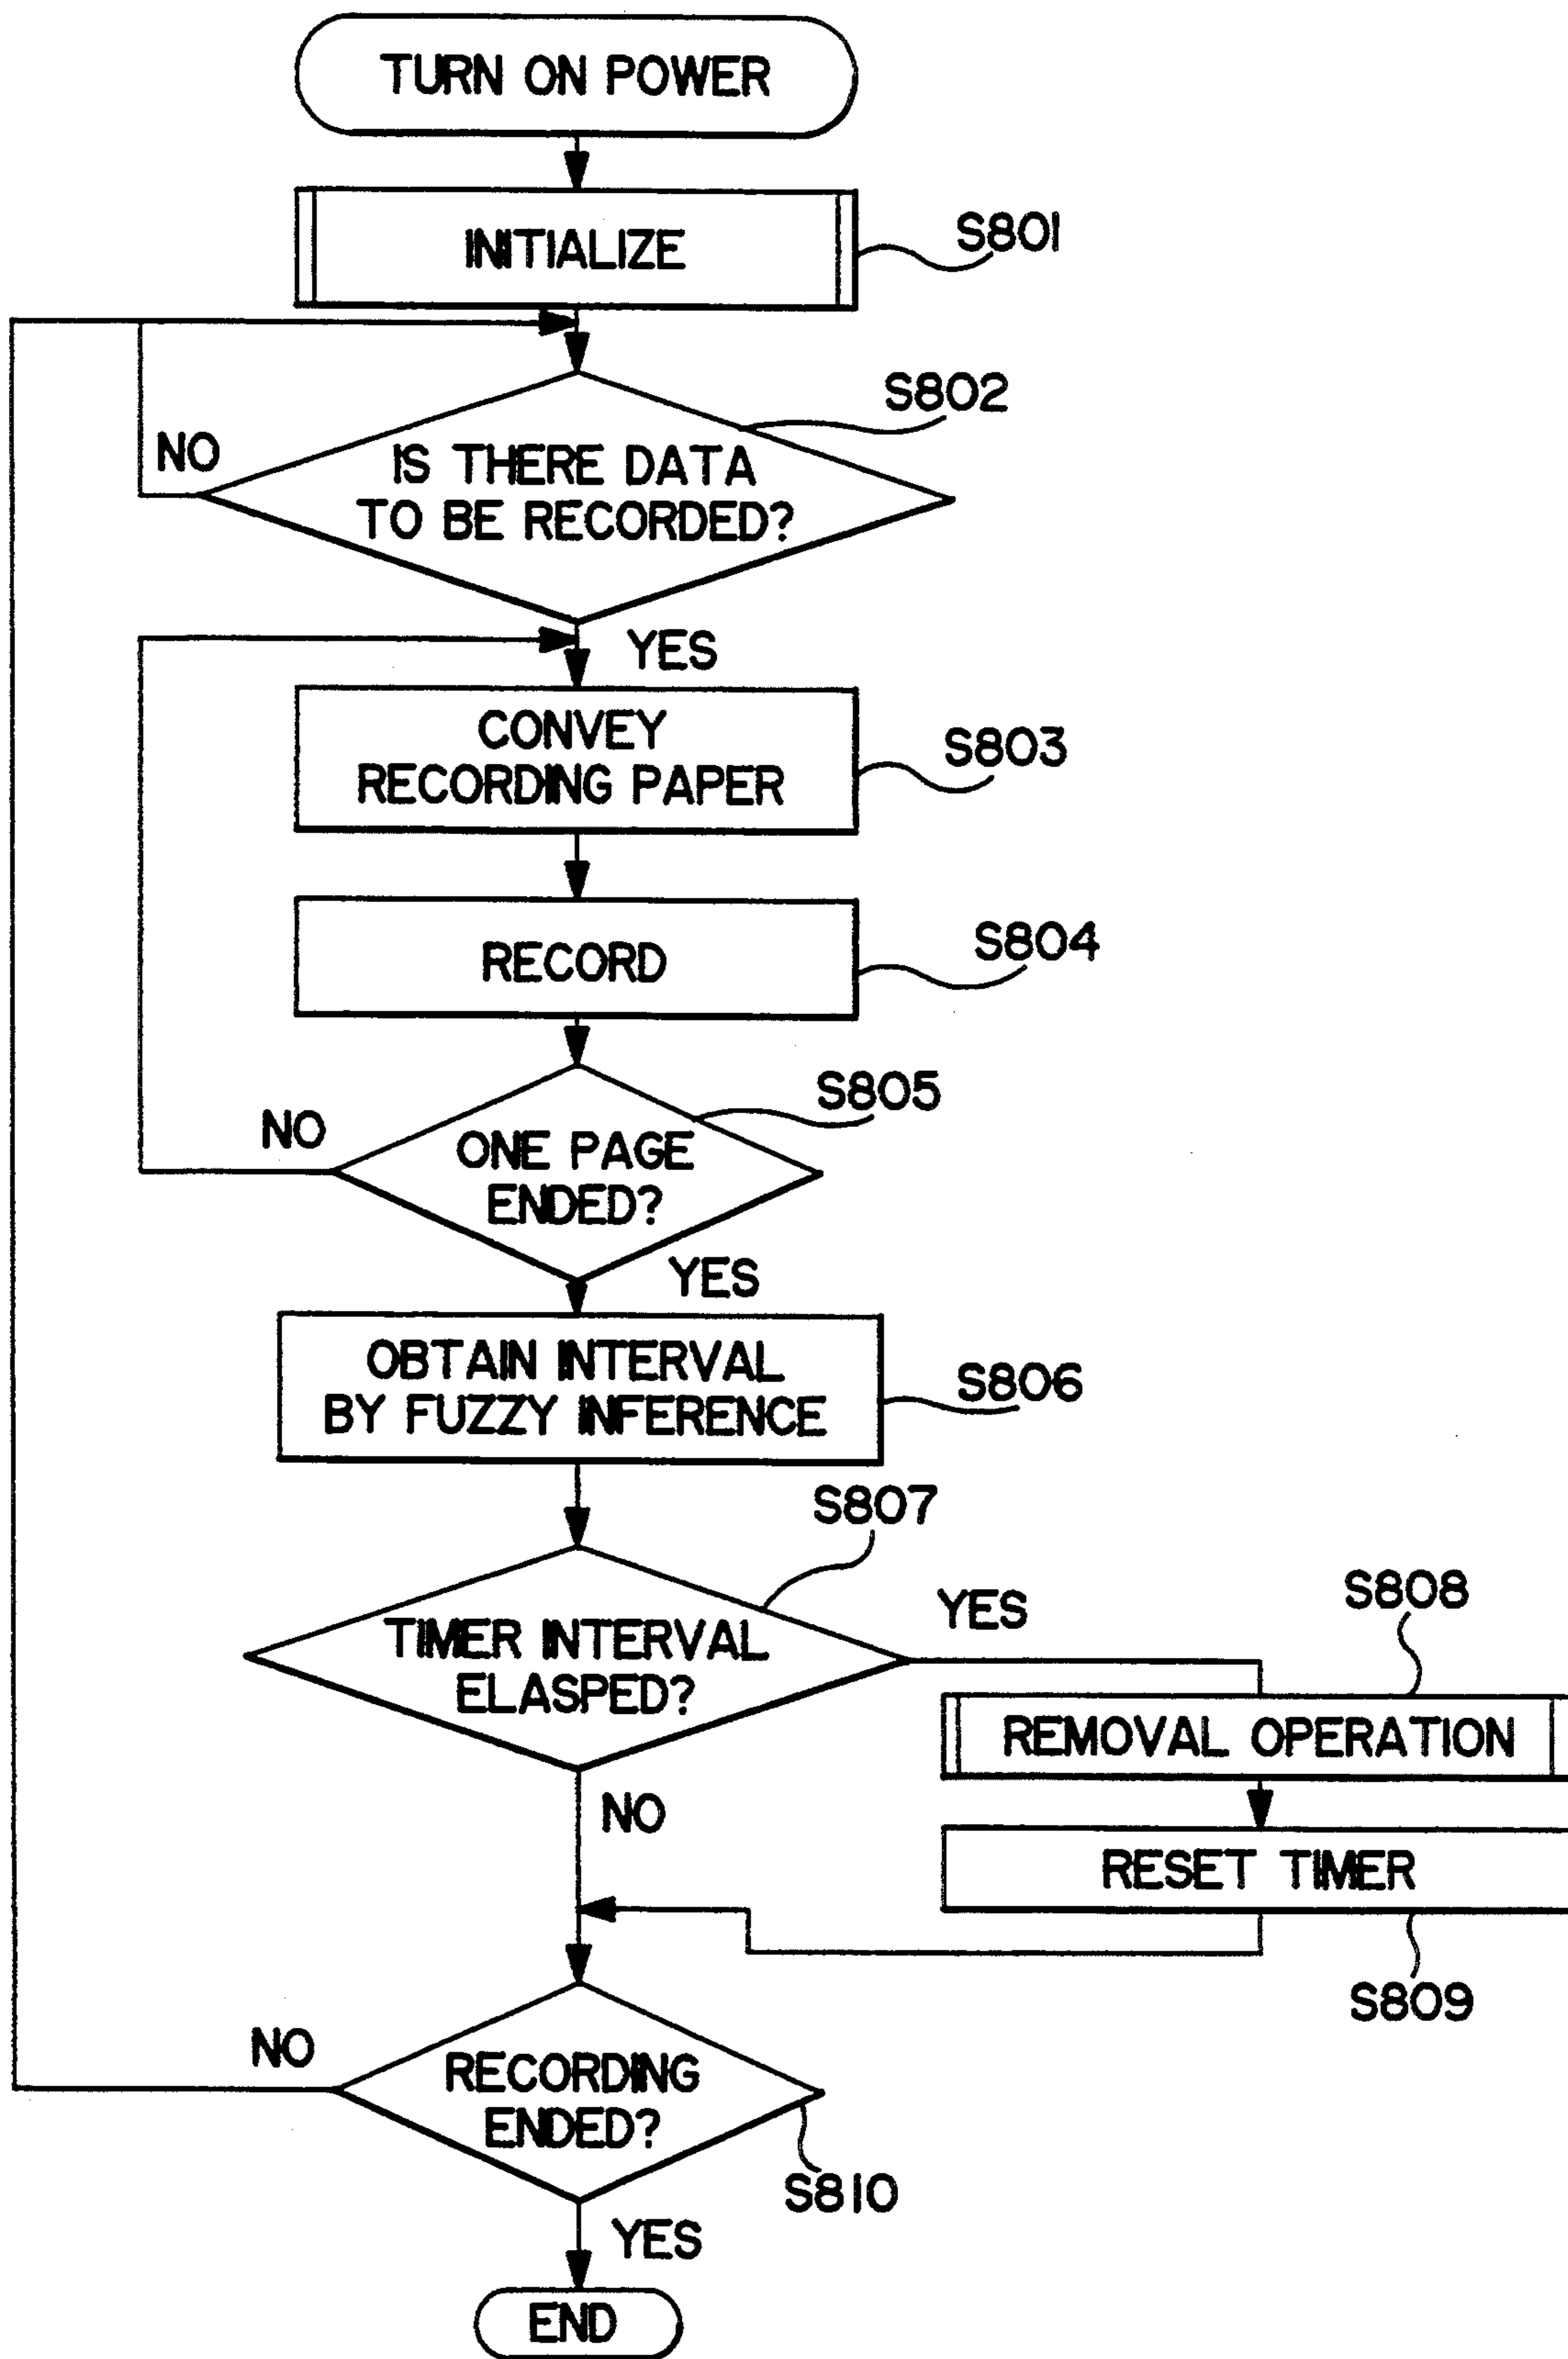 TURN ON POWER
INITIALIZE
S801
S802
NO
IS THERE DATA
TO BE RECORDED?
YES
CONVEY
RECORDING PAPER
S803
RECORD
S804
S805
NO
ONE PAGE
ENDED?
YES
OBTAIN INTERVAL
BY FUZZY INFERENCE
S806
S807
TIMER INTERVAL
ELASPED?
YES
S808
REMOVAL OPERATION
NO
RESET TIMER
S809
NO
RECORDING
ENDED?
S810
YES
END